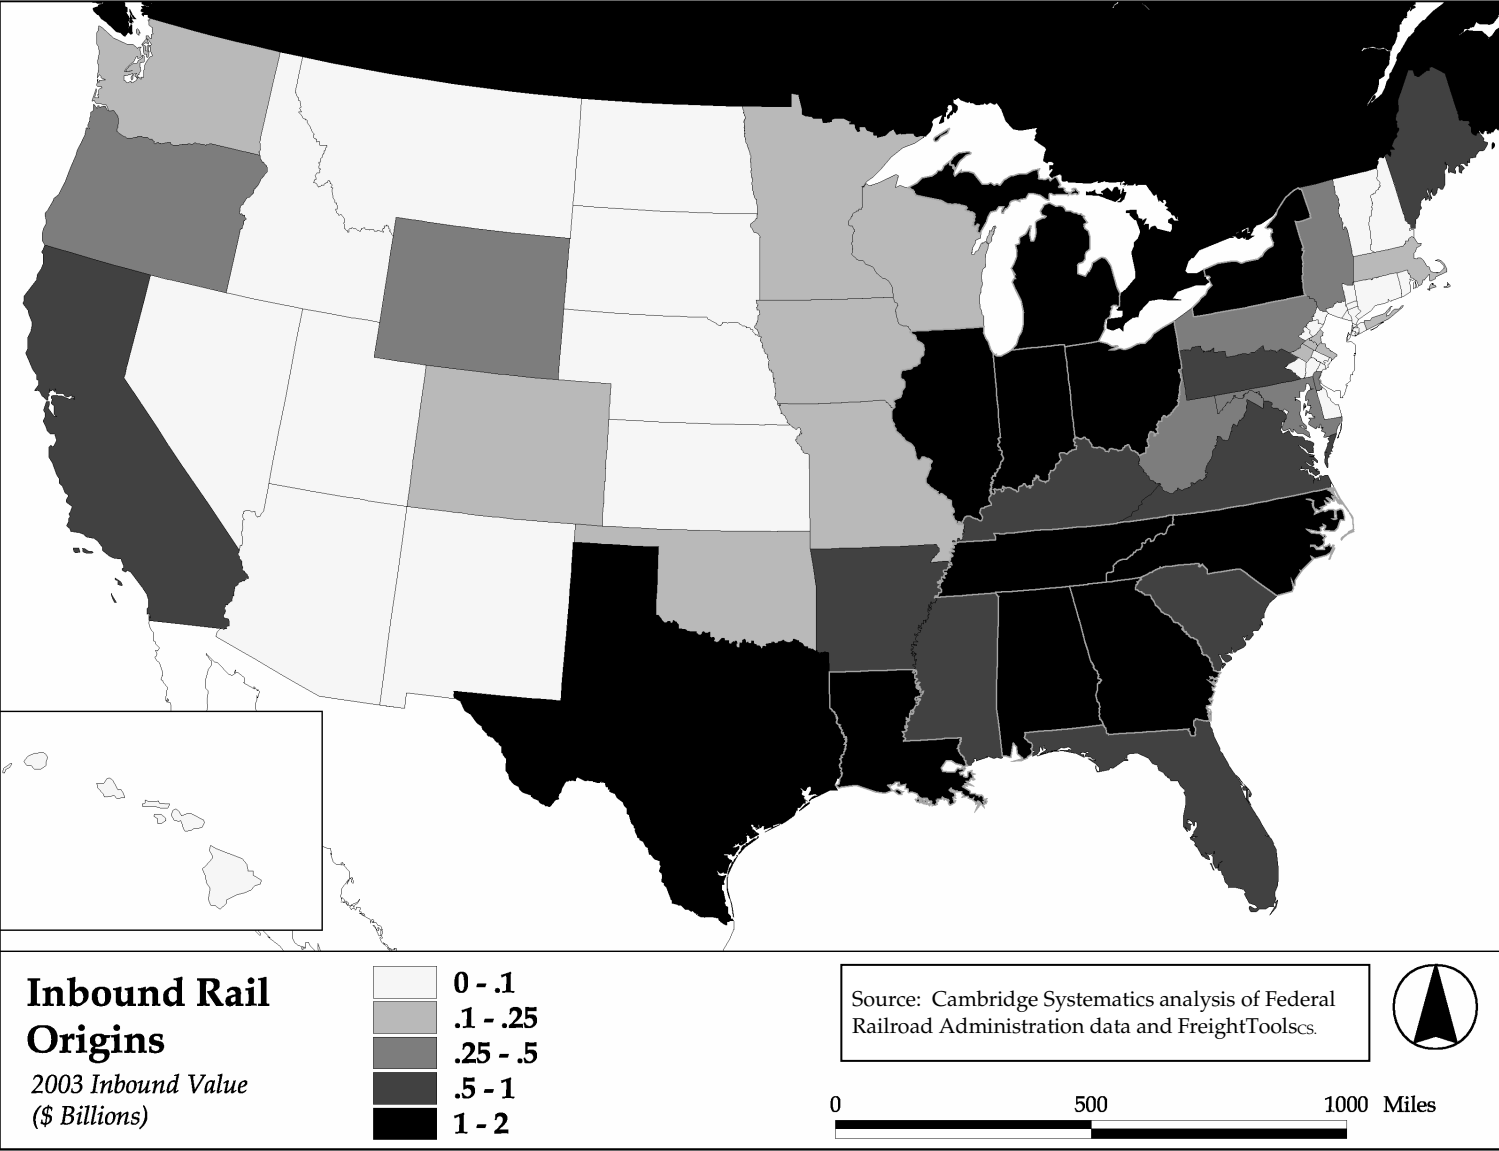 Inbound Rail
Origins
2003 Inbound Value
($ Billions)
0 - .1
.1 - .25
.25 - .5
.5 - 1
1 - 2
Source:  Cambridge Systematics analysis of Federal
Railroad Administration data and FreightToolsCS.
0 500 1000 Miles